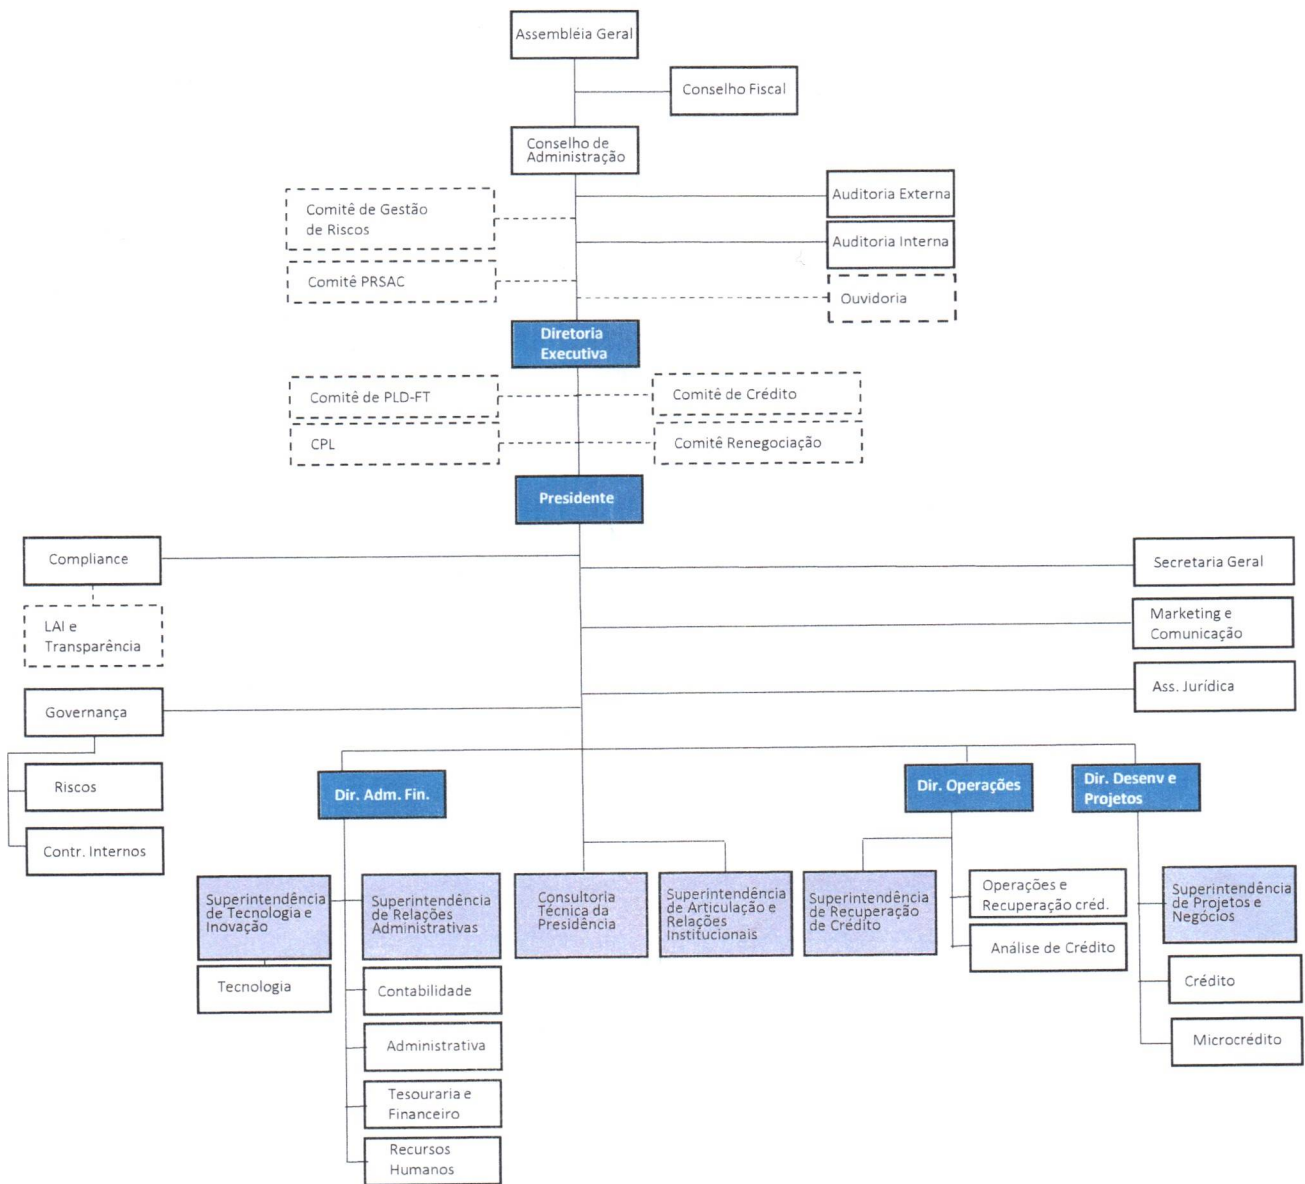 Assembléia Geral
Conselho Fiscal
Conselho de
Administração
Comitê de Gestão
de Riscos
Auditoria Externa
Auditoria Interna
Comitê PRSAC
Ouvidoria
Diretoria
Executiva
Comitê de PLD-FT
Comitê de Crédito
CPL
Comitê Renegociação
Presidente
Compliance
Secretaria Geral
LAI e
Transparência
Marketing e
Comunicação
Governança
Ass. Jurídica
Riscos
Contr. Internos
Dir. Adm. Fin.
Dir. Operações
Dir. Desenv e
Projetos
Superintendência
de Tecnologia e
Inovação
Superintendência
de Relações
Administrativas
Consultoria
Técnica da
Presidência
Superintendência
de Articulação e
Relações
Institucionais
Superintendência
de Recuperação
de Crédito
Operações e
Recuperação créd.
Análise de Crédito
Superintendência
de Projetos e
Negócios
Tecnologia
Contabilidade
Crédito
Administrativa
Microcrédito
Tesouraria e
Financeiro
Recursos
Humanos